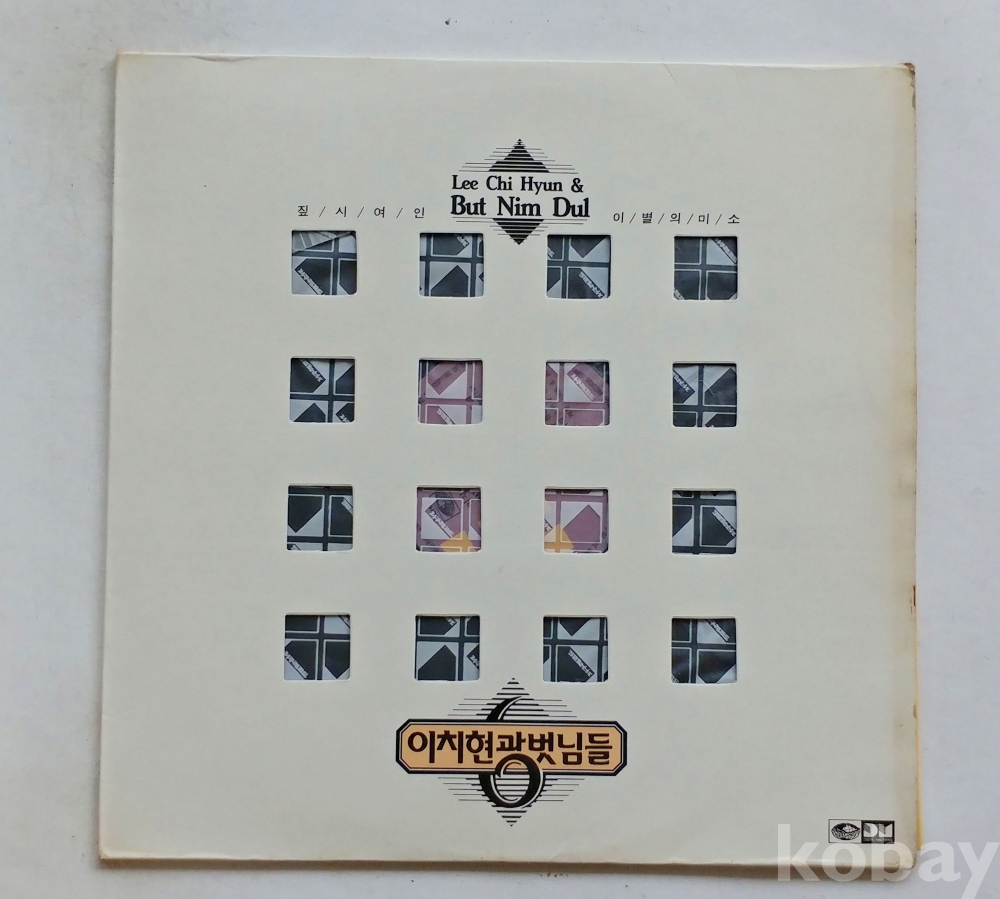 Lee Chi Hyun &
But Nim Dul
짚/시/여/인
이/별/의/미/소
6
이치현과벗님들
kobay